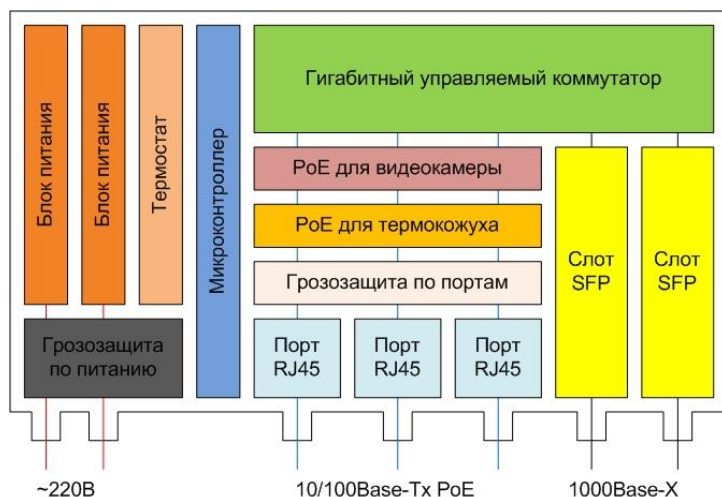 Блок питания
Блок питания
Термостат
Микроконтроллер
Гигабитный управляемый коммутатор
PoE для видеокамеры
PoE для термокожуха
Грозозащита по портам
Слот
SFP
Слот
SFP
Грозозащита
по питанию
Порт
RJ45
Порт
RJ45
Порт
RJ45
~220В
10/100Base-Tx PoE
1000Base-X